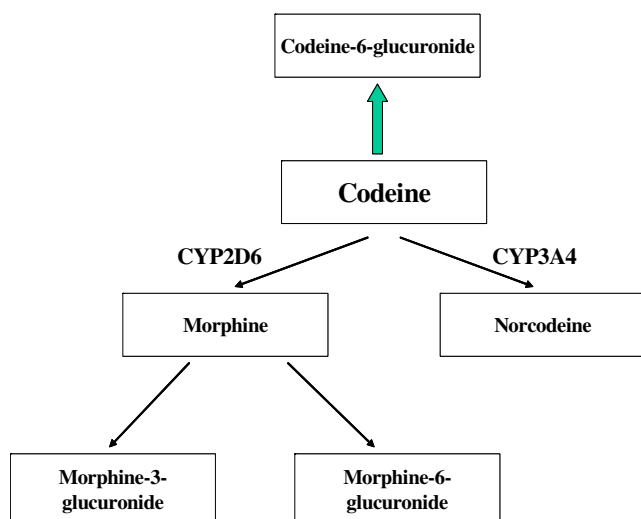 Codeine-6-glucuronide
Codeine
CYP2D6
CYP3A4
Morphine
Norcodeine
Morphine-3-
glucuronide
Morphine-6-
glucuronide